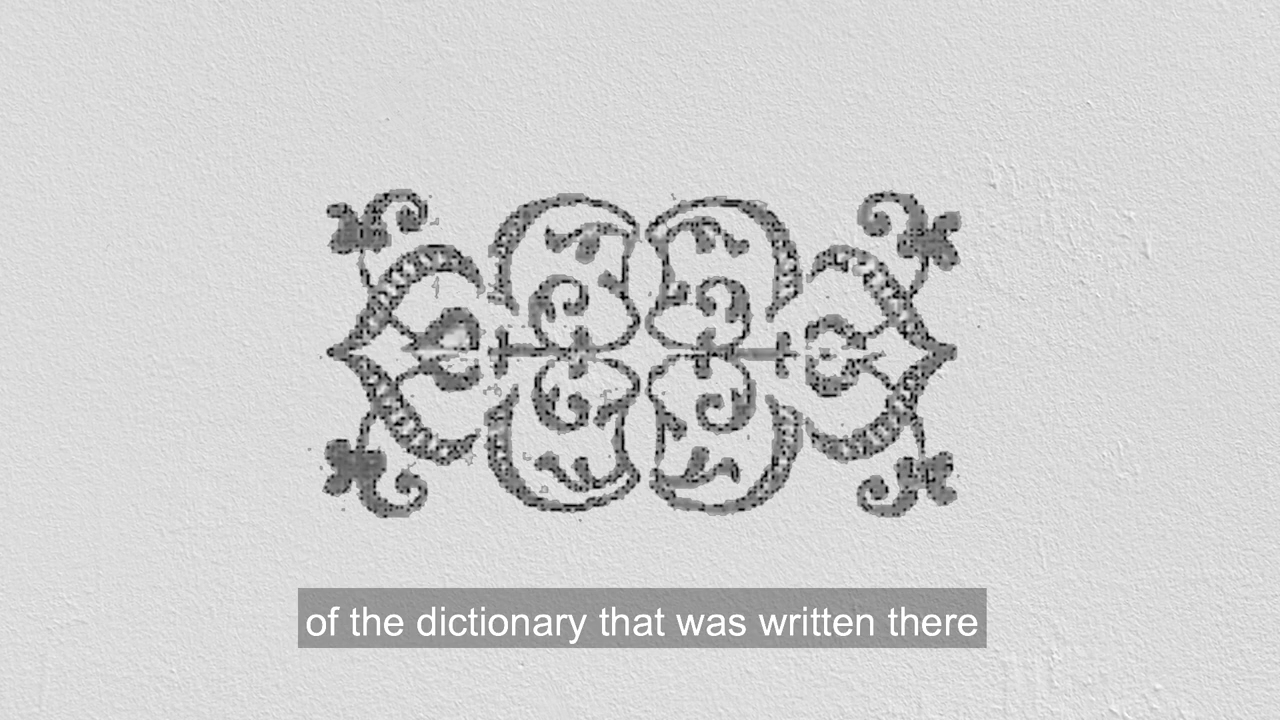 of the dictionary that was written there